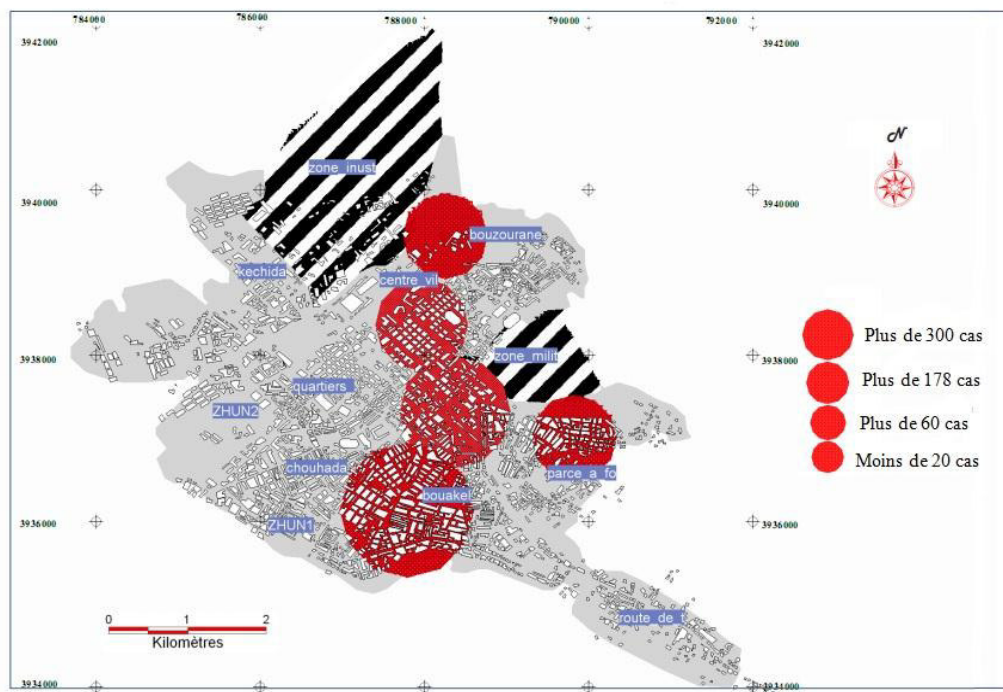 784000 786000 788000 790000 792000
3942000 3942000
N
zone_inust
3940000 3940000
bouzourane
kechida
centre_vil
Plus de 300 cas
3938000 zone_milit 3938000
quartiers
Plus de 178 cas
ZHUN2
Plus de 60 cas
chouhada
Moins de 20 cas
parce_a_fo
bouakel
3936000 ZHUN1 3936000
route_de_t
0 1 2
Kilomètres
3934000 3934000